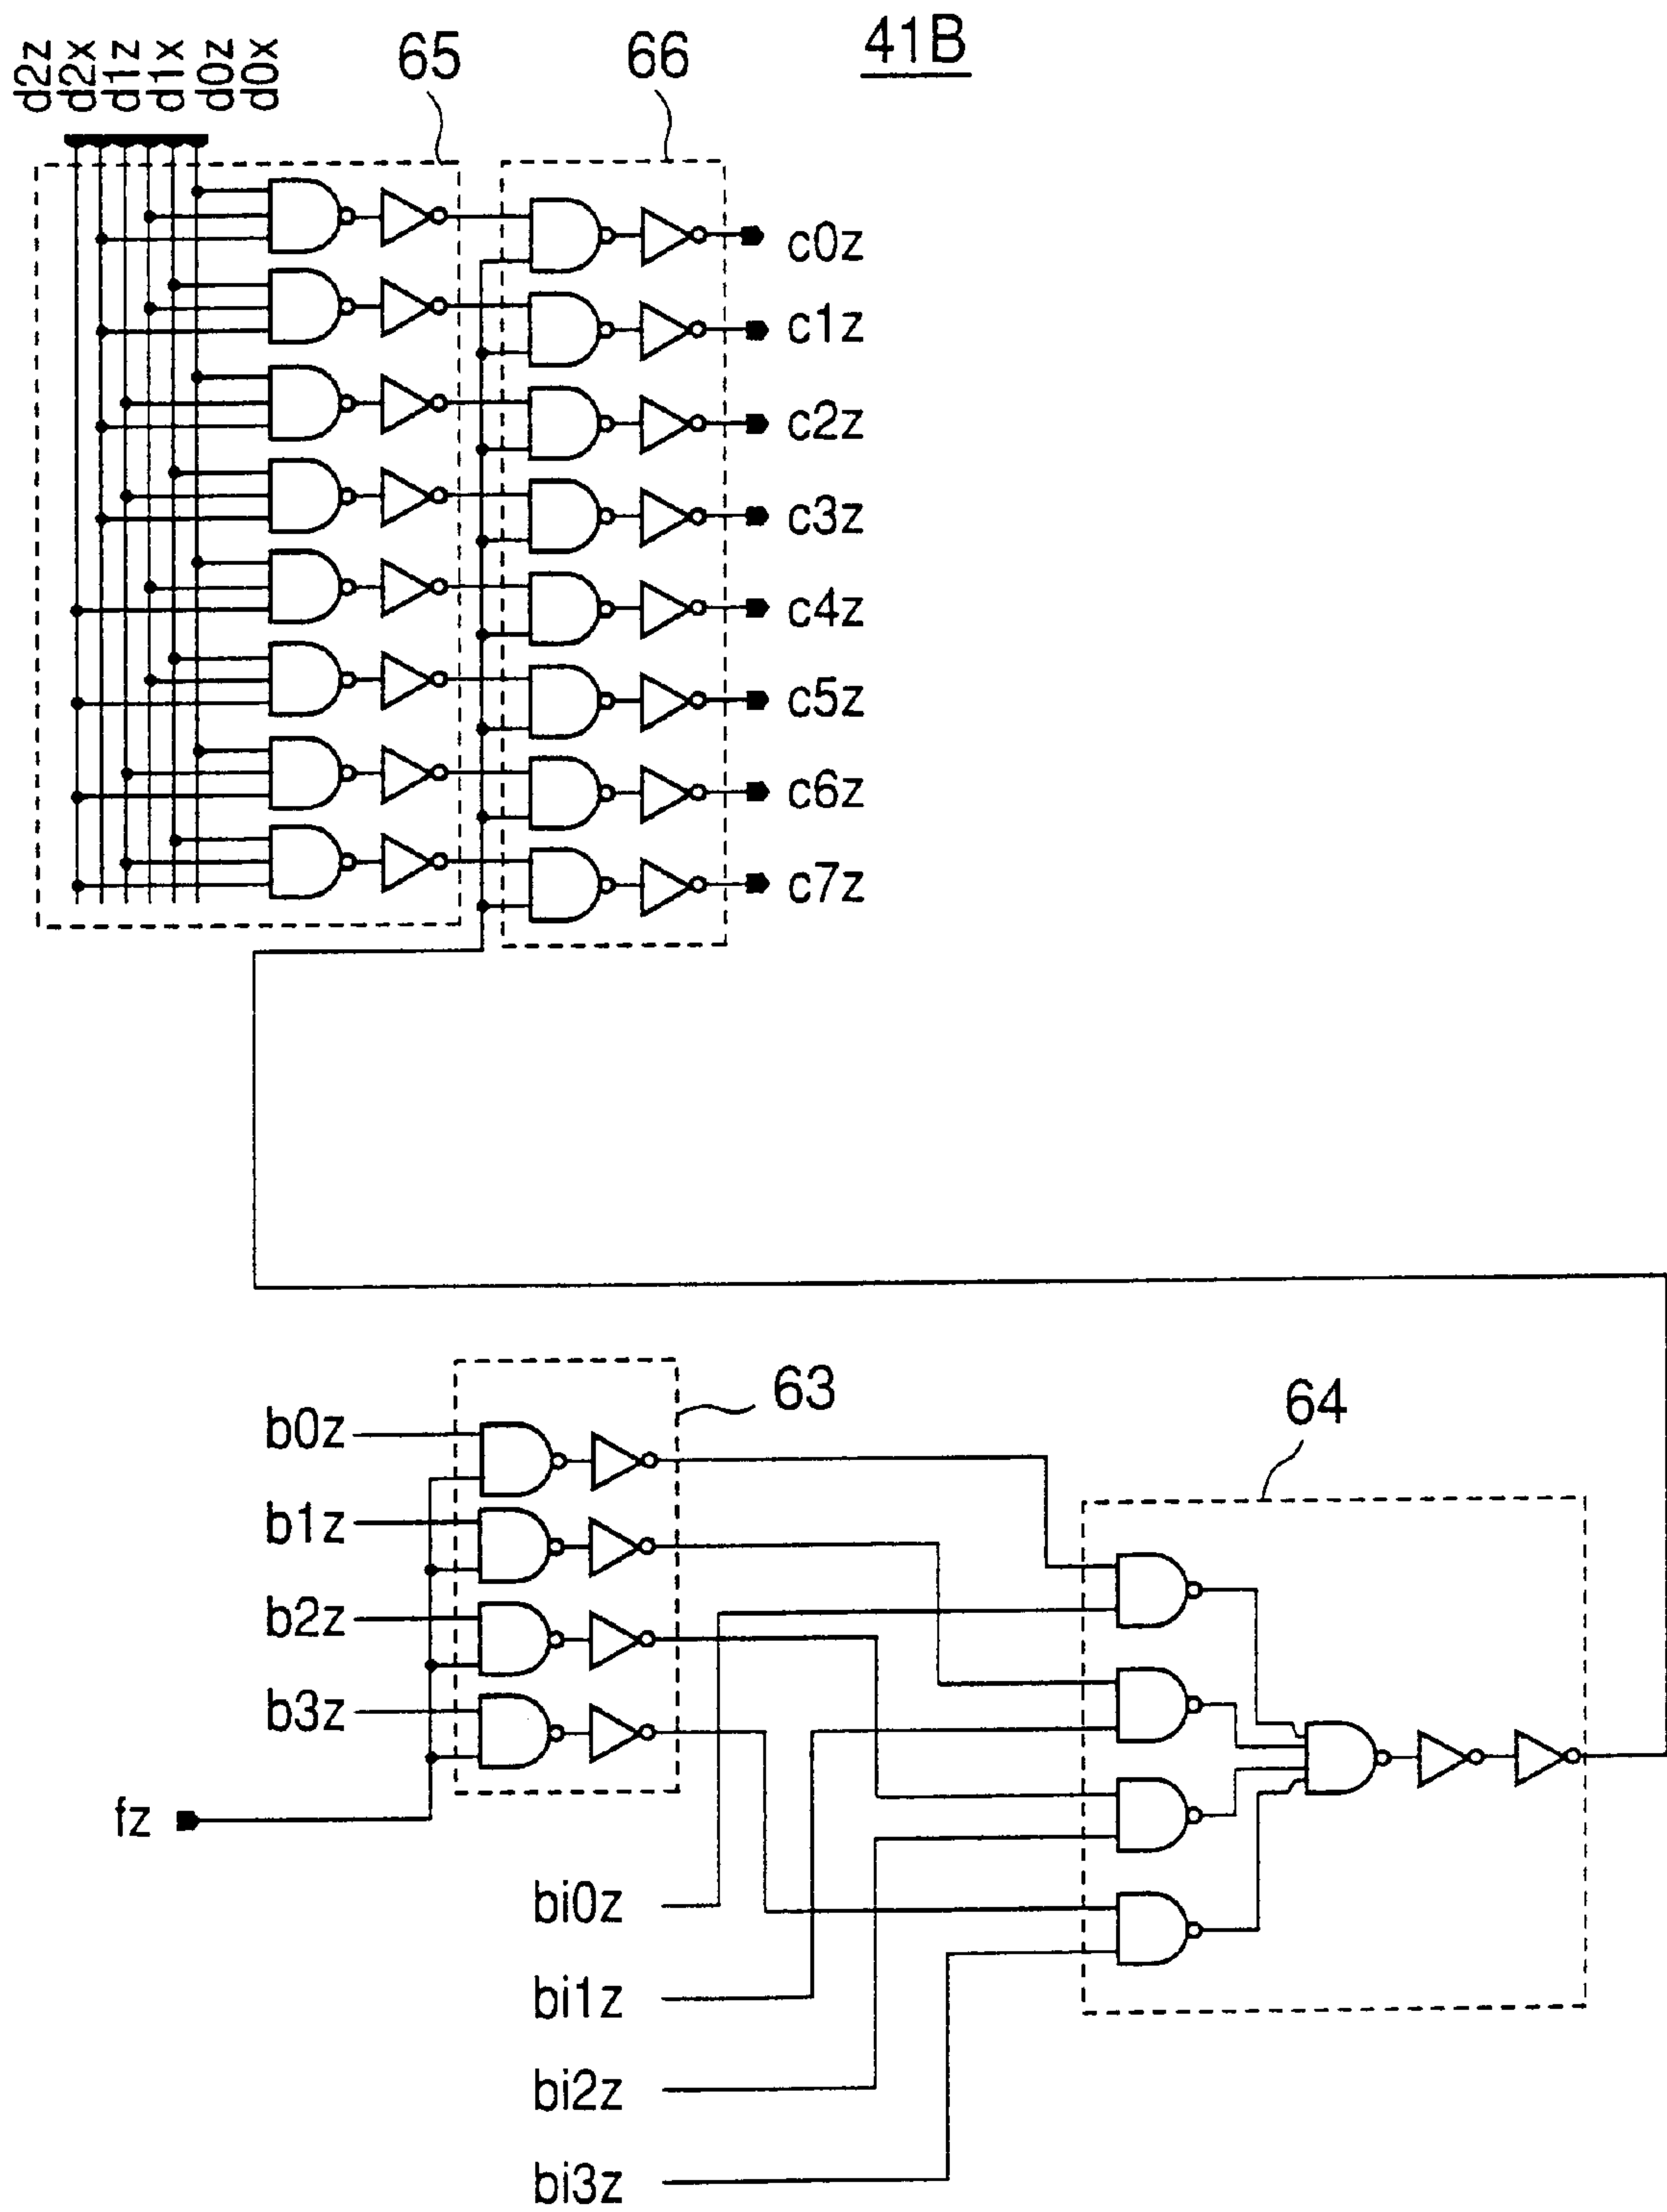 41B
d2z
d2x
d1z
d1x
d0z
d0x
65
66
c0z
c1z
c2z
c3z
c4z
c5z
c6z
c7z
63
64
b0z
b1z
b2z
b3z
fz
bi0z
bi1z
bi2z
bi3z